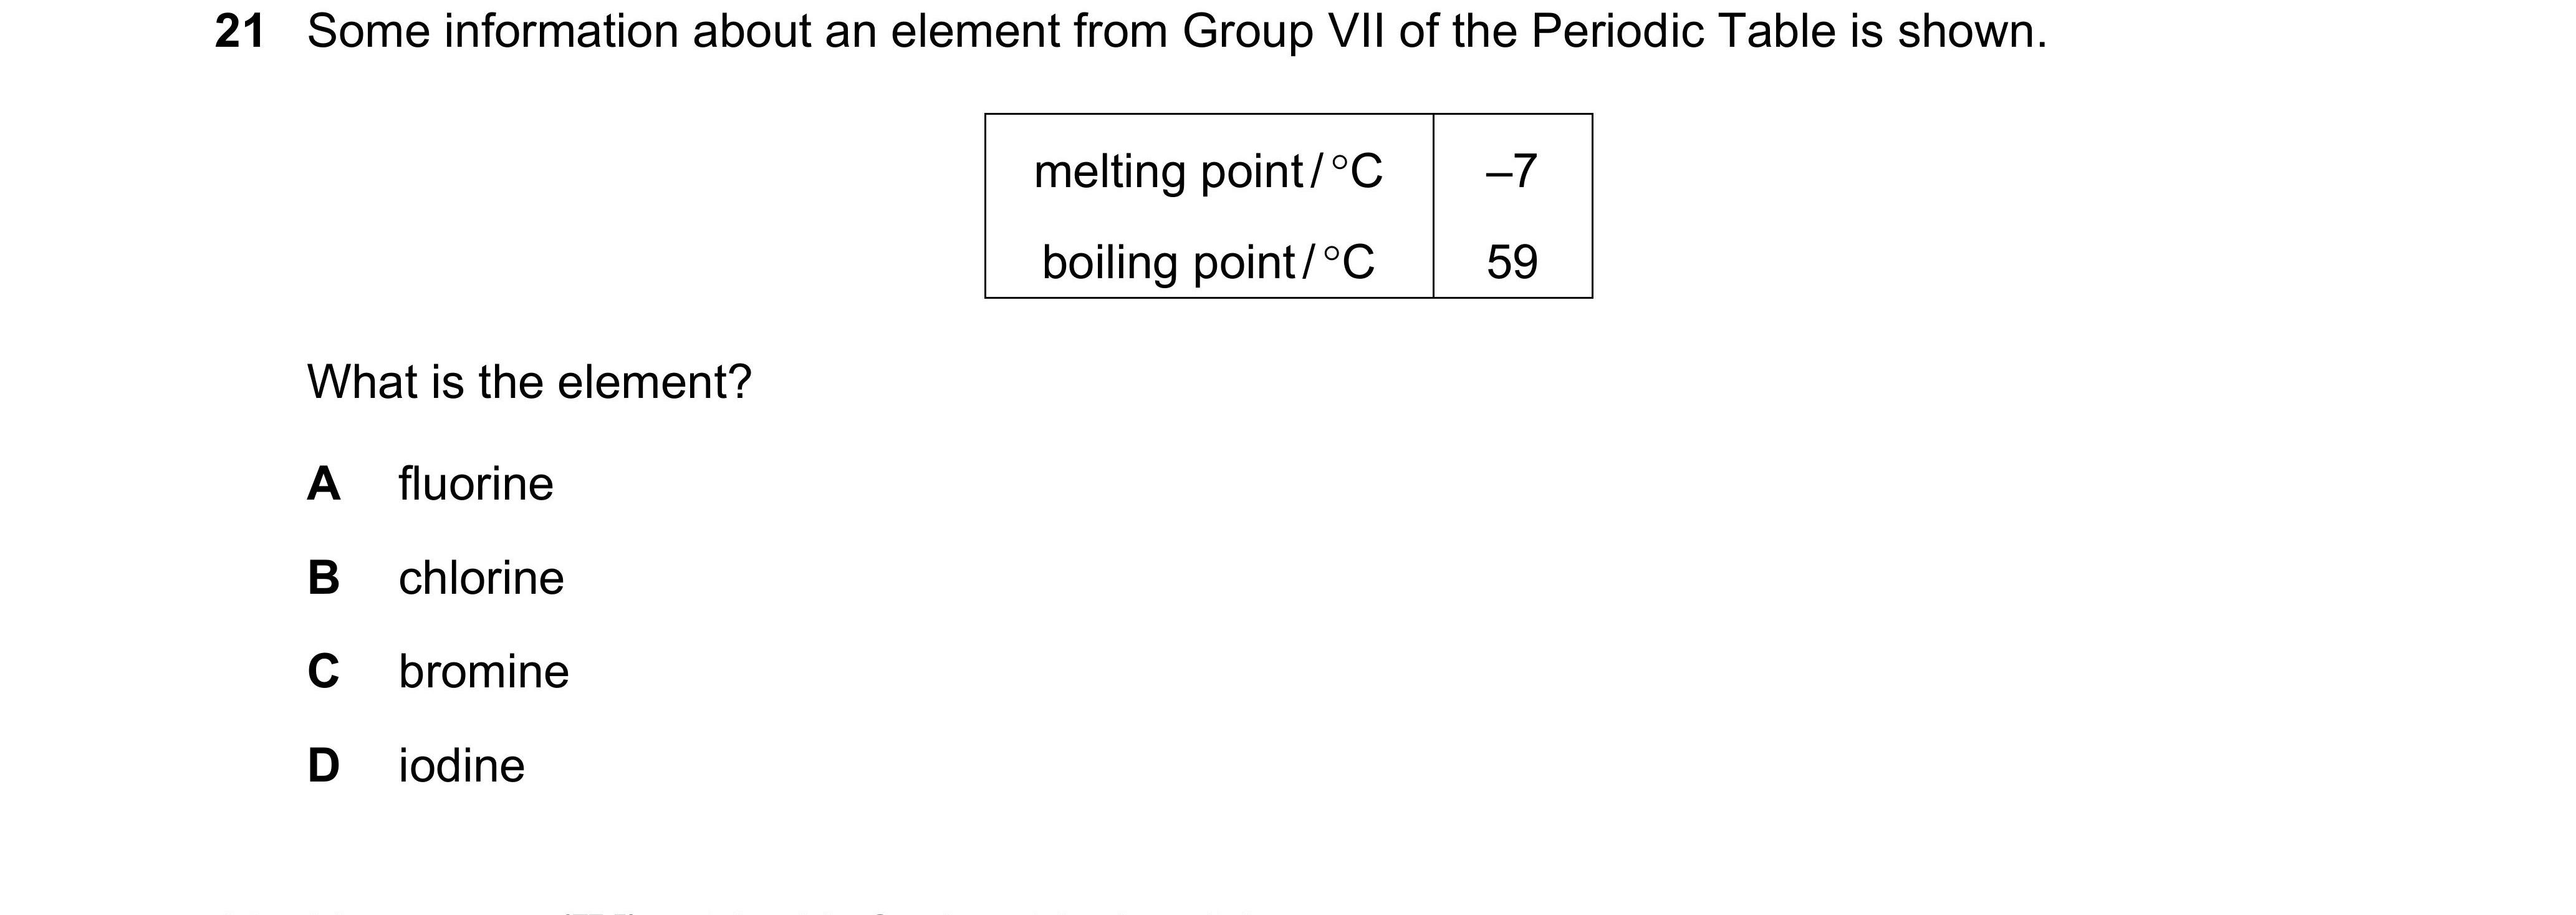 21 Some information about an element from Group VII of the Periodic Table is shown.
melting point / °C –7
boiling point / °C 59
What is the element?
A fluorine
B chlorine
C bromine
D iodine